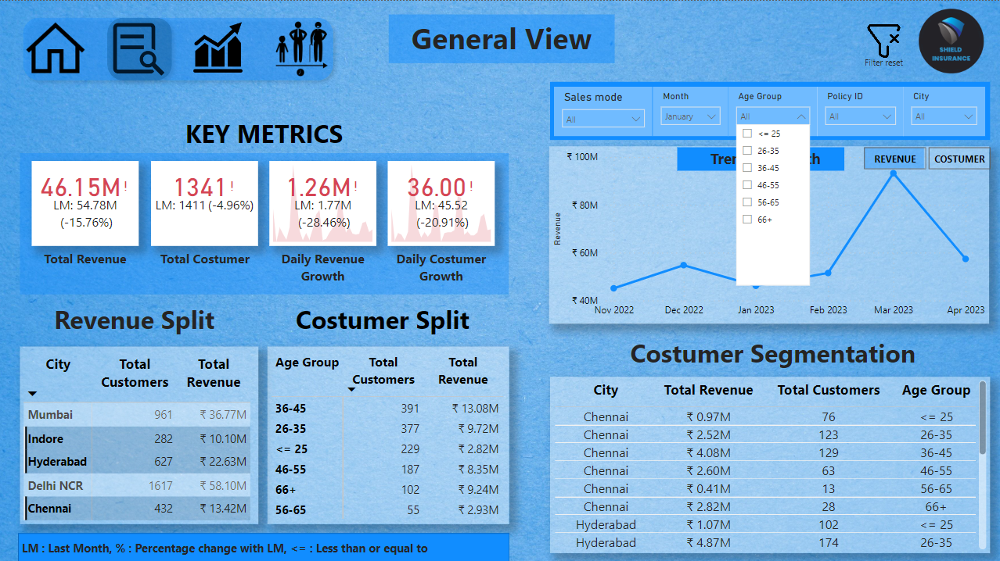 General View
Filter reset
SHIELD
INSURANCE
Sales mode
All
Month
January
Age Group
All
Policy ID
All
City
All
<= 25
26-35
36-45
46-55
56-65
66+
KEY METRICS
46.15M!
LM: 54.78M
(-15.76%)
Total Revenue
1341!
LM: 1411 (-4.96%)
Total Costumer
1.26M!
LM: 1.77M
(-28.46%)
Daily Revenue
Growth
36.00!
LM: 45.52
(-20.91%)
Daily Costumer
Growth
REVENUE
COSTUMER
Revenue
₹ 100M
₹ 80M
₹ 60M
₹ 40M
Nov 2022 Dec 2022 Jan 2023 Feb 2023 Mar 2023 Apr 2023
Revenue Split
City Total Customers Total Revenue
Mumbai 961 ₹ 36.77M
Indore 282 ₹ 10.10M
Hyderabad 627 ₹ 22.63M
Delhi NCR 1617 ₹ 58.10M
Chennai 432 ₹ 13.42M
Costumer Split
Age Group Total Customers Total Revenue
36-45 391 ₹ 13.08M
26-35 377 ₹ 9.72M
<= 25 229 ₹ 2.82M
46-55 187 ₹ 8.35M
66+ 102 ₹ 9.24M
56-65 55 ₹ 2.93M
Costumer Segmentation
City Total Revenue Total Customers Age Group
Chennai ₹ 0.97M 76 <= 25
Chennai ₹ 2.52M 123 26-35
Chennai ₹ 4.08M 129 36-45
Chennai ₹ 2.60M 63 46-55
Chennai ₹ 0.41M 13 56-65
Chennai ₹ 2.82M 28 66+
Hyderabad ₹ 1.07M 102 <= 25
Hyderabad ₹ 4.87M 174 26-35
LM : Last Month, % : Percentage change with LM, <= : Less than or equal to